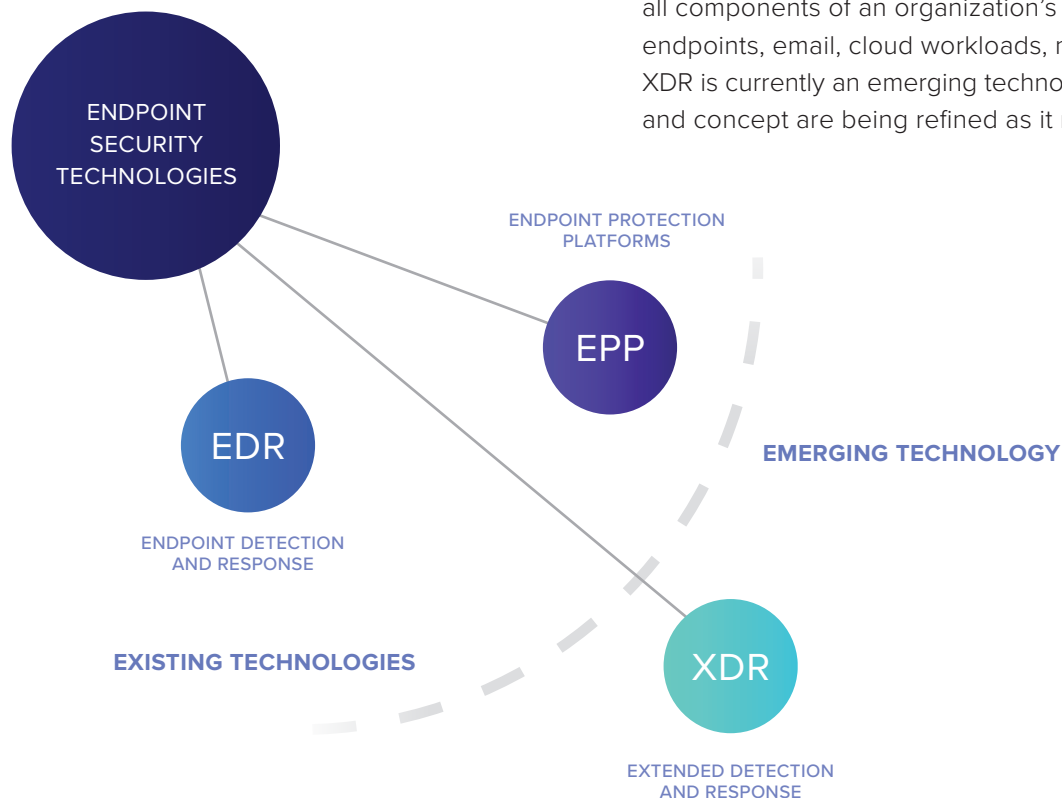 all components of an organization’s
endpoints, email, cloud workloads,
XDR is currently an emerging
and concept are being refined as it
ENDPOINT
SECURITY
TECHNOLOGIES
ENDPOINT PROTECTION
PLATFORMS
EPP
EDR
EMERGING TECHNOLOGY
ENDPOINT DETECTION
AND RESPONSE
EXISTING TECHNOLOGIES
XDR
EXTENDED DETECTION
AND RESPONSE